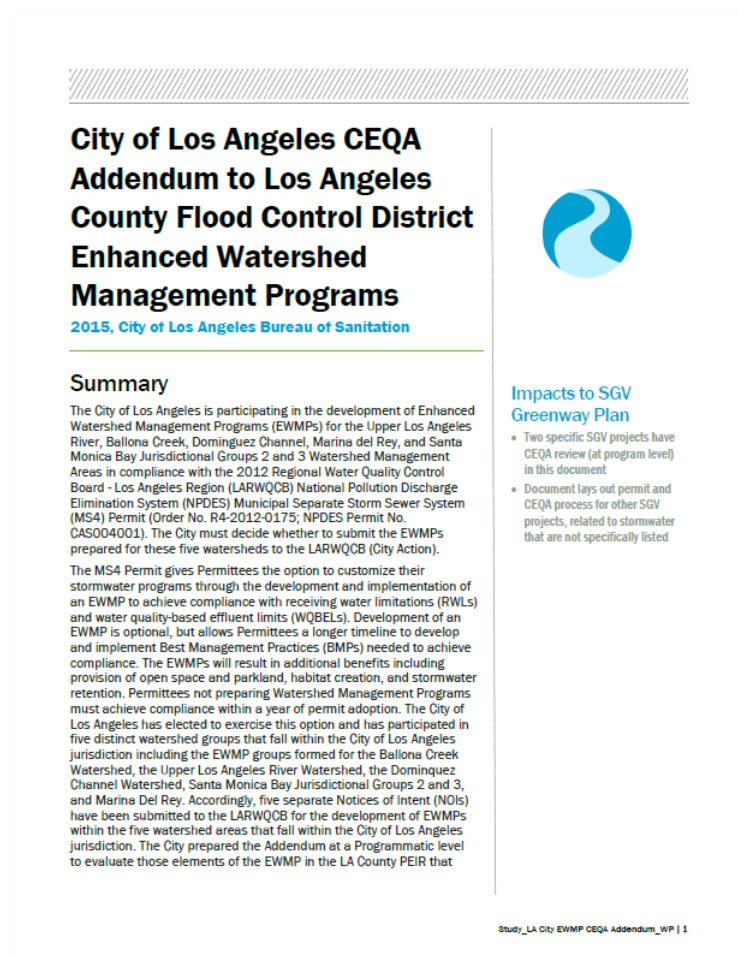 City of Los Angeles CEQA
Addendum to Los Angeles
County Flood Control District
Enhanced Watershed
Management Programs
2015, City of Los Angeles Bureau of Sanitation
Summary
The City of Los Angeles is participating in the development of Enhanced
Watershed Management Programs (EWMPs) for the Upper Los Angeles
River, Ballona Creek, Dominguez Channel, Marina del Rey, and Santa
Monica Bay Jurisdictional Groups 2 and 3 Watershed Management
Areas in compliance with the 2012 Regional Water Quality Control
Board - Los Angeles Region (LARWQCB) National Pollution Discharge
Elimination System (NPDES) Municipal Separate Storm Sewer System
(MS4) Permit (Order No. R4-2012-0175; NPDES Permit No.
CAS004001). The City must decide whether to submit the EWMPs
prepared for these five watersheds to the LARWQCB (City Action).
The MS4 Permit gives Permittees the option to customize their
stormwater programs through the development and implementation of
an EWMP to achieve compliance with receiving water limitations (RWLs)
and water quality-based effluent limits (WQBELs). Development of an
EWMP is optional, but allows Permittees a longer timeline to develop
and implement Best Management Practices (BMPs) needed to achieve
compliance. The EWMPs will result in additional benefits including
provision of open space and parkland, habitat creation, and stormwater
retention. Permittees not preparing Watershed Management Programs
must achieve compliance within a year of permit adoption. The City of
Los Angeles has elected to exercise this option and has participated in
five distinct watershed groups that fall within the City of Los Angeles
jurisdiction including the EWMP groups formed for the Ballona Creek
Watershed, the Upper Los Angeles River Watershed, the Dominquez
Channel Watershed, Santa Monica Bay Jurisdictional Groups 2 and 3,
and Marina Del Rey. Accordingly, five separate Notices of Intent (NOIs)
have been submitted to the LARWQCB for the development of EWMPs
within the five watershed areas that fall within the City of Los Angeles
jurisdiction. The City prepared the Addendum at a Programmatic level
to evaluate those elements of the EWMP in the LA County PEIR that
Impacts to SGV
Greenway Plan
• Two specific SGV projects have
CEQA review (at program level)
in this document
• Document lays out permit and
CEQA process for other SGV
projects, related to stormwater
that are not specifically listed
Study_LA City EWMP CEQA Addendum_WP | 1